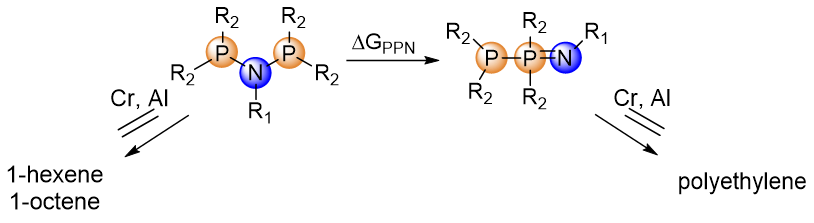 R2 R2
P P
R2 N R2
R1
ΔGPPN
R2 R2 R1
P P N
R2 R2
Cr, Al
1-hexene
1-octene
Cr, Al
polyethylene